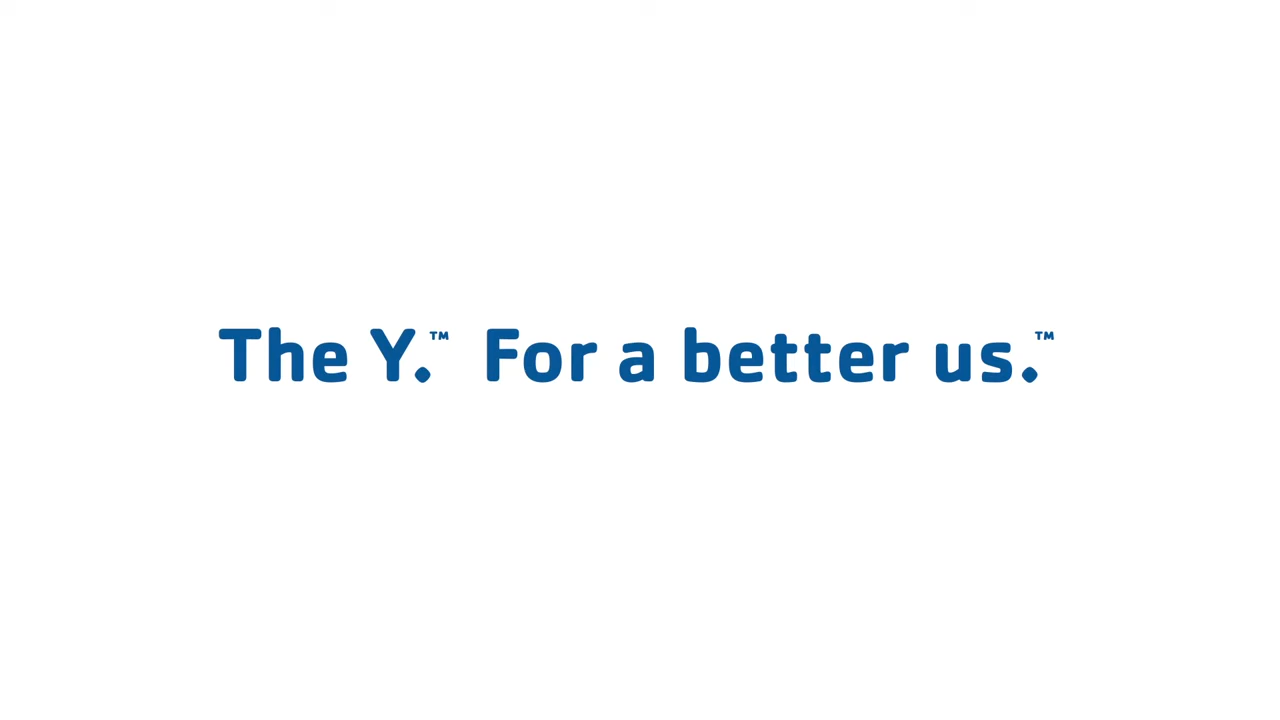 The Y.™ For a better us.™